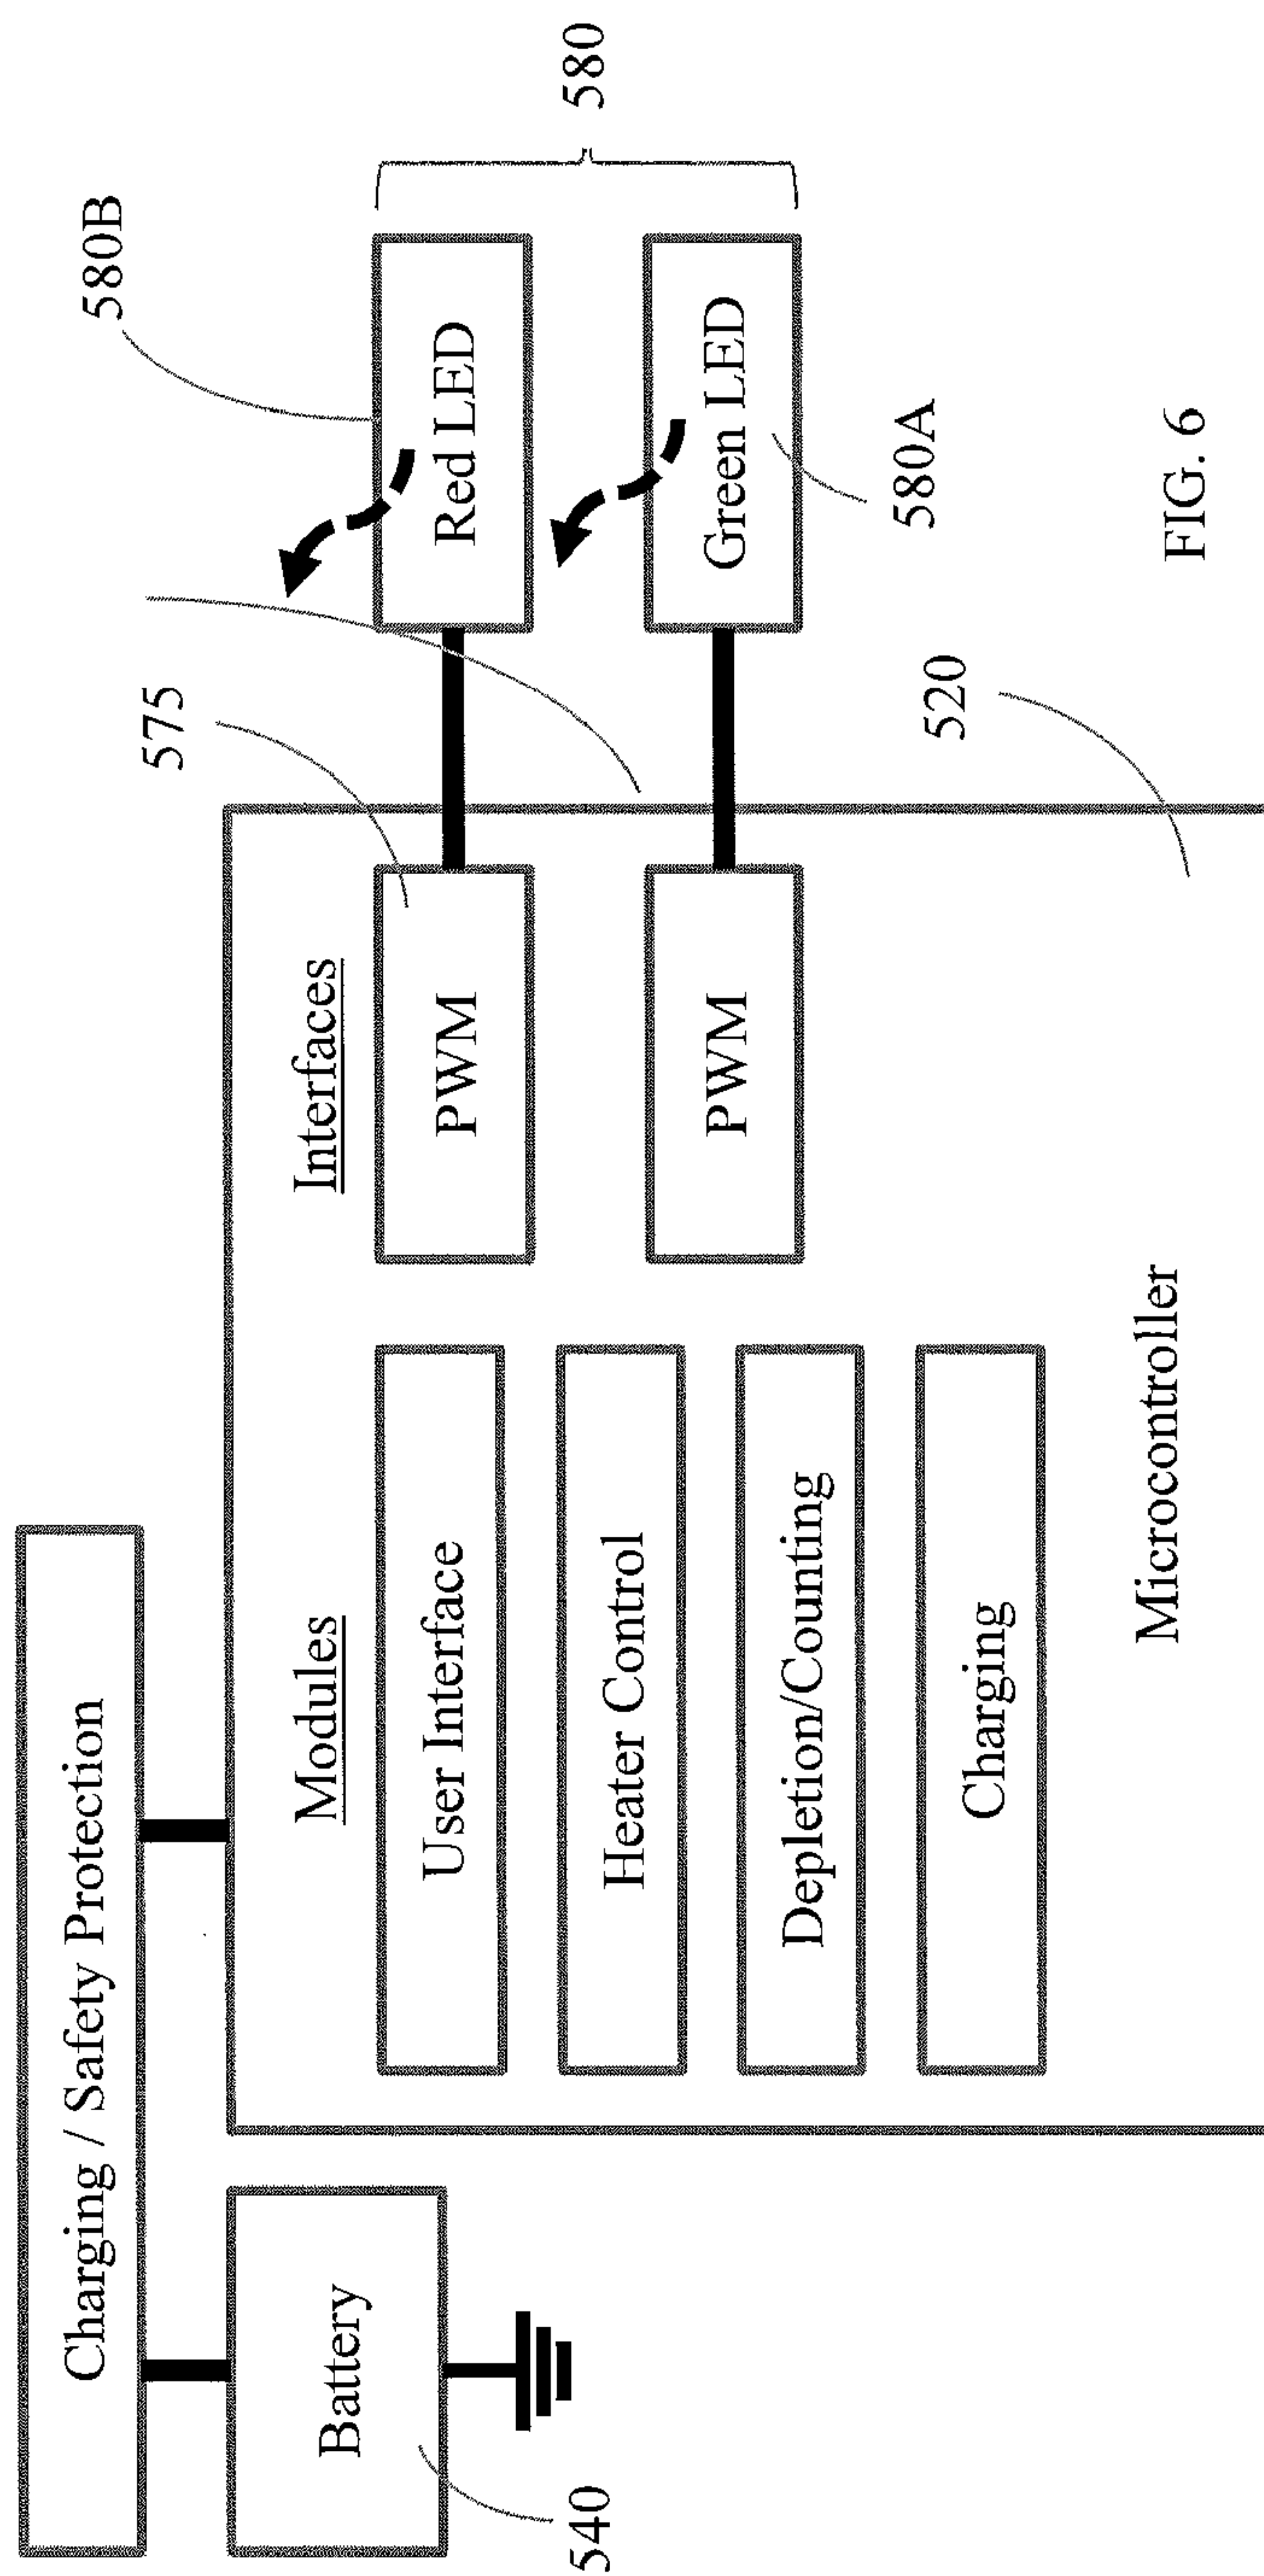 Charging / Safety Protection
Battery
540
Modules
User Interface
Heater Control
Depletion/Counting
Charging
Microcontroller
Interfaces
PWM
PWM
575
520
Red LED
Green LED
580B
580A
580
FIG. 6